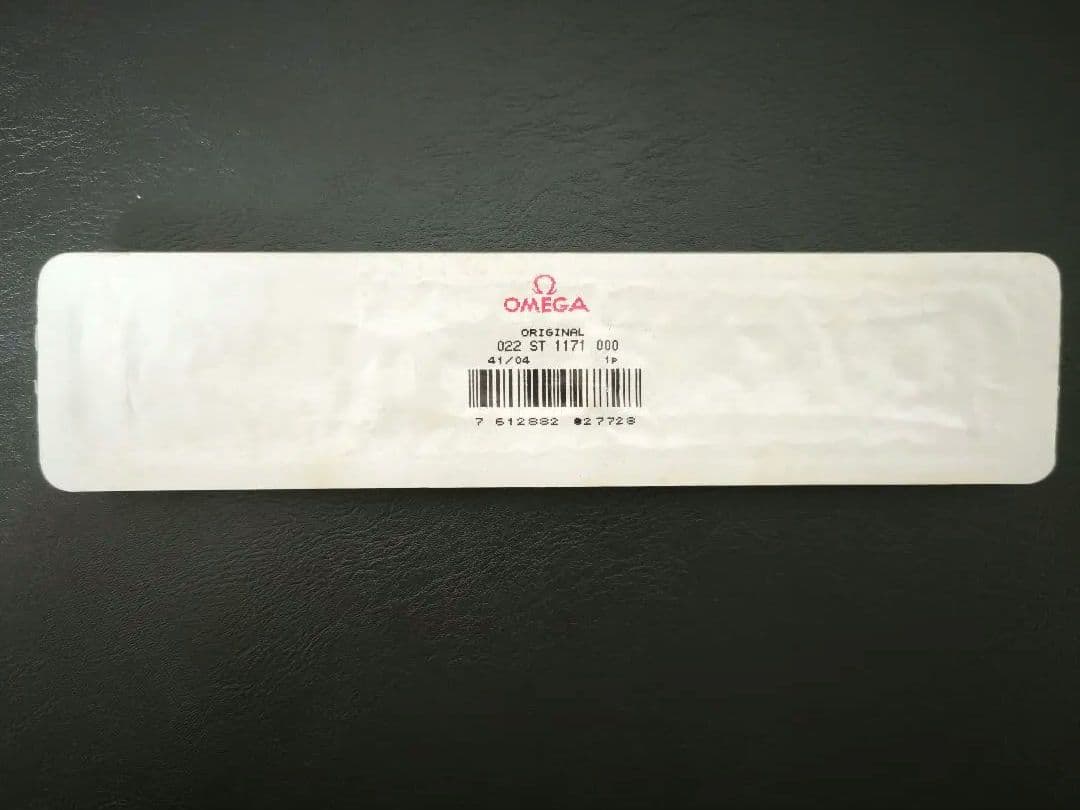 OMEGA
ORIGINAL
022 ST 1171 000
41/04 1P
7 612882 027728